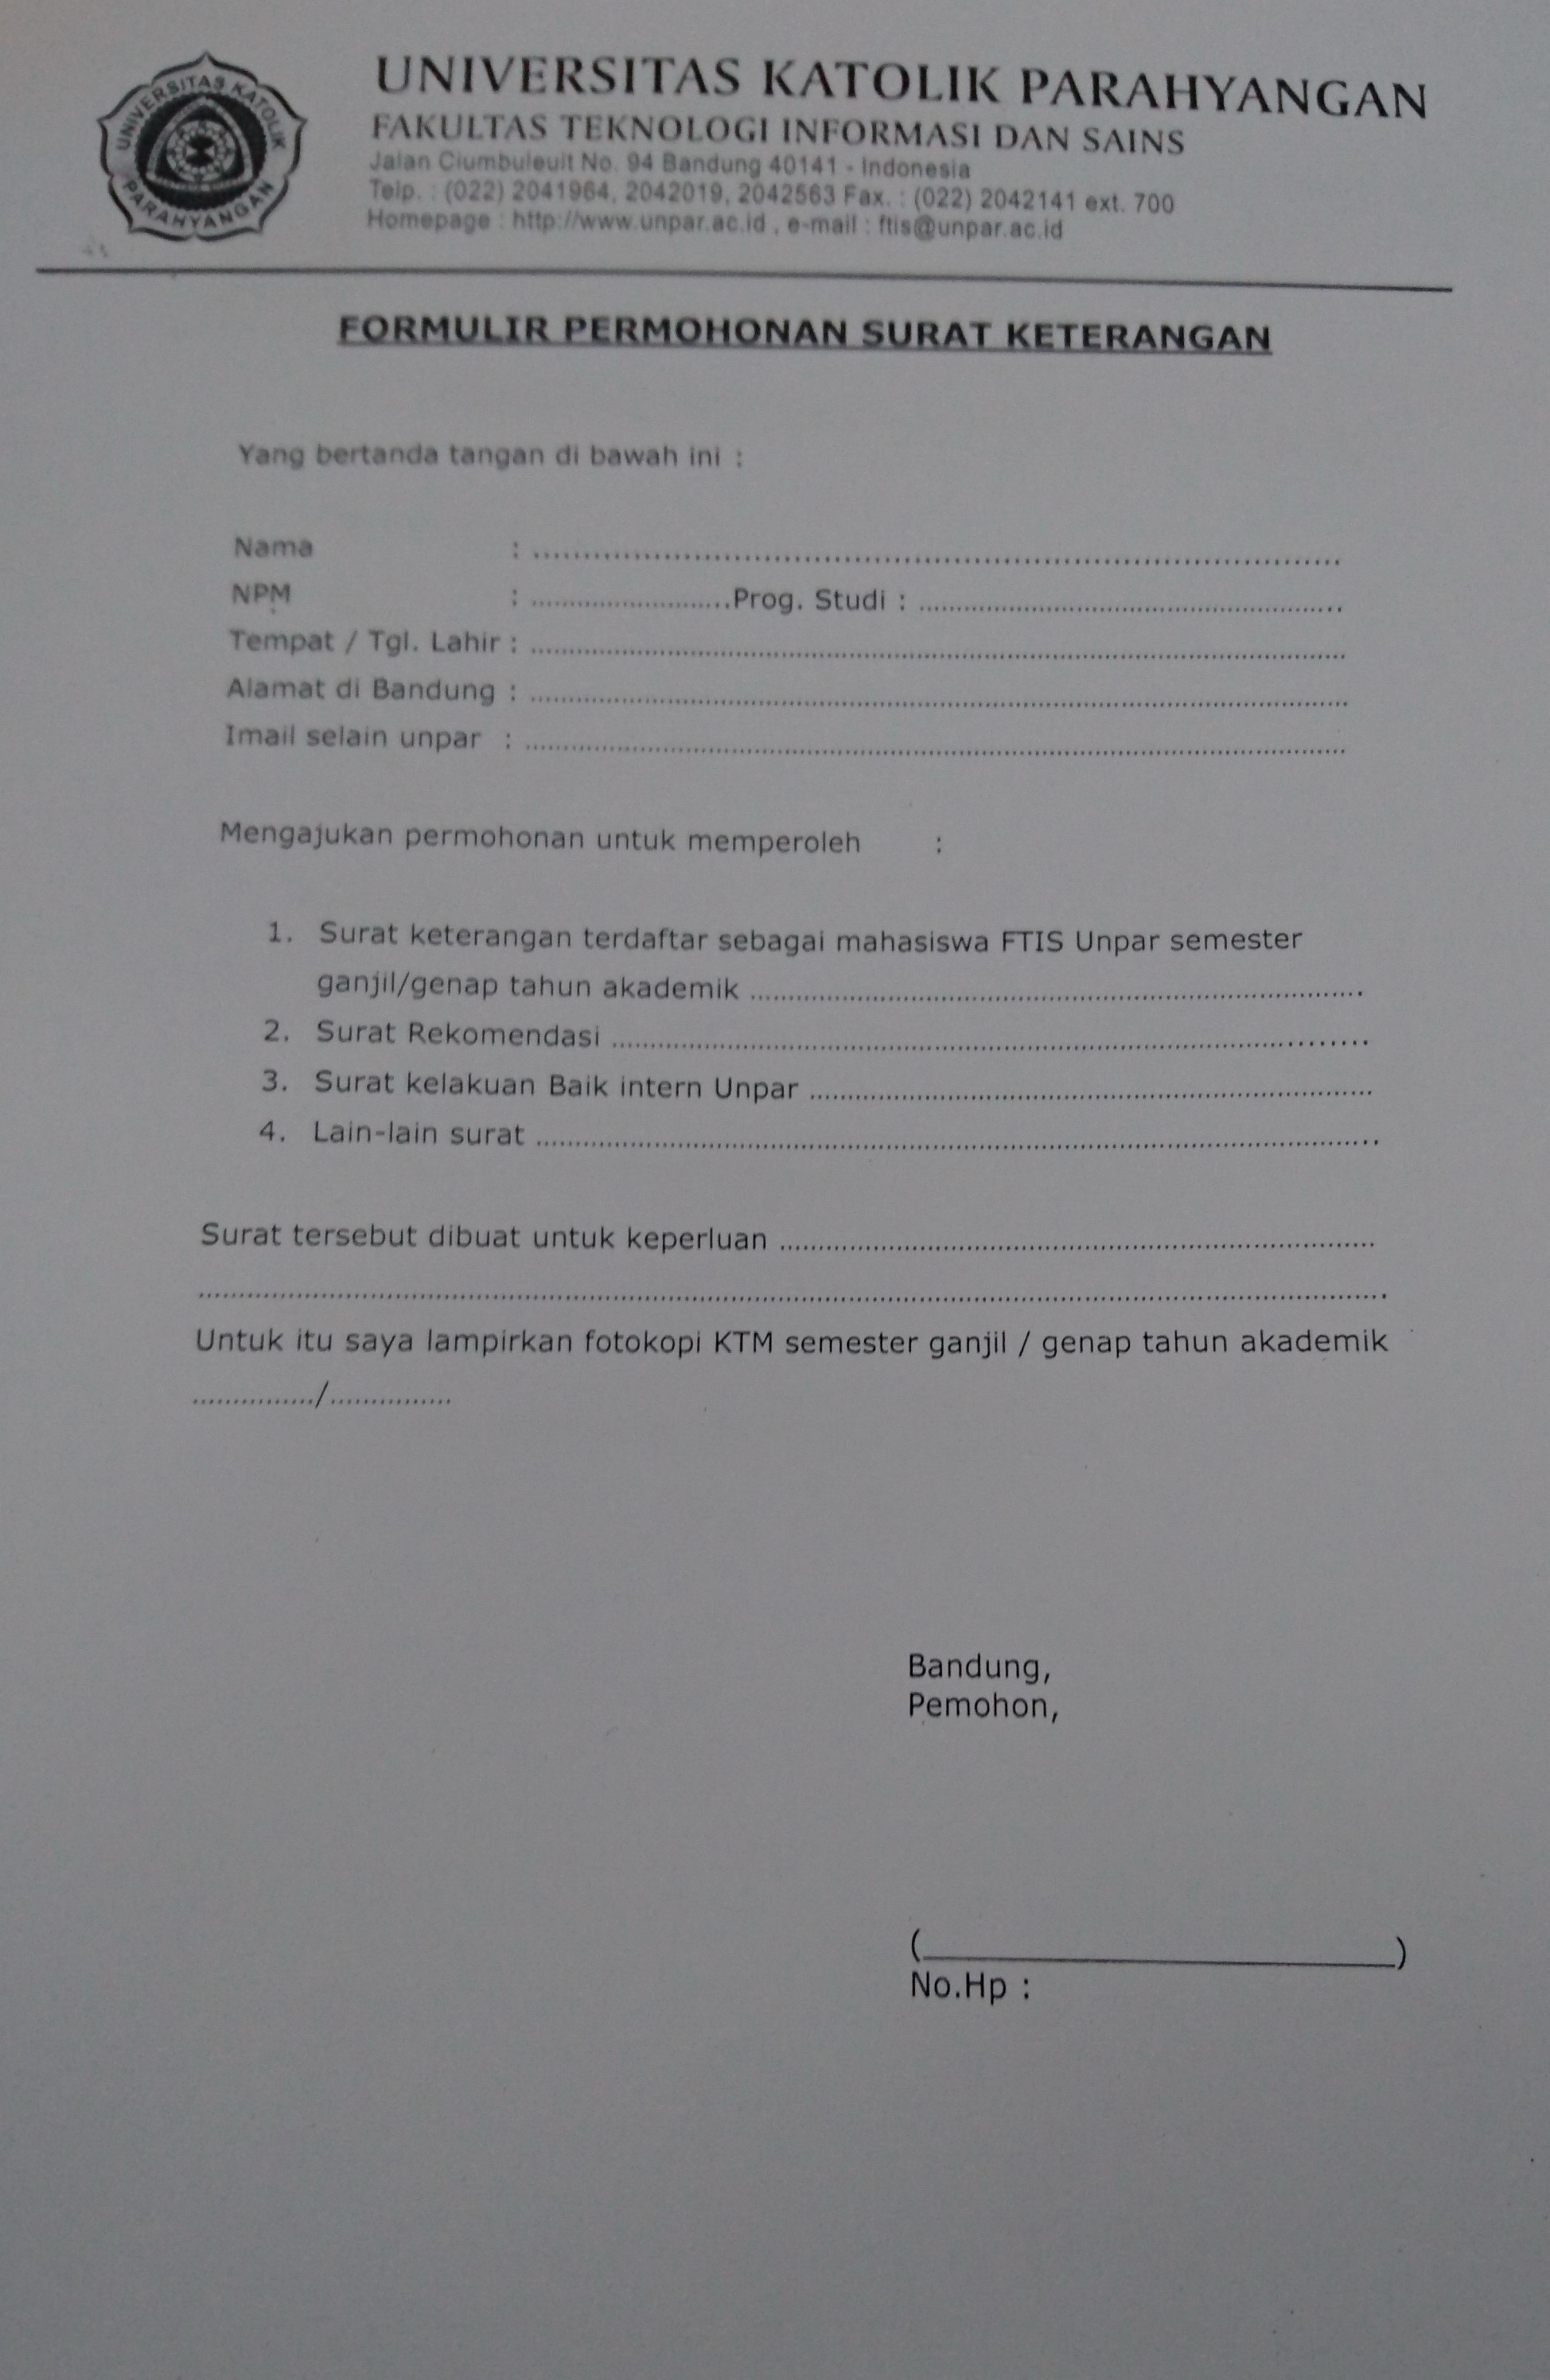 UNIVERSITAS KATOLIK PARAHYANGAN
UNIVERSITAS KATOLIK PARAHYANGAN
FAKULTAS TEKNOLOGI INFORMASI DAN SAINS
Jalan Ciumbuleuit No. 94 Bandung 40141 - Indonesia
Telp. : (022) 2041964, 2042019, 2042563 Fax. : (022) 2042141 ext. 700
Homepage : http://www.unpar.ac.id , e-mail : ftis@unpar.ac.id
FORMULIR PERMOHONAN SURAT KETERANGAN
Yang bertanda tangan di bawah ini :
Nama : ................................................................................
NPM : ..........................Prog. Studi : ......................................................
Tempat / Tgl. Lahir : ................................................................................
Alamat di Bandung : ................................................................................
Imail selain unpar : ................................................................................
Mengajukan permohonan untuk memperoleh :
1. Surat keterangan terdaftar sebagai mahasiswa FTIS Unpar semester
ganjil/genap tahun akademik ................................................................................
2. Surat Rekomendasi ................................................................................
3. Surat kelakuan Baik intern Unpar ................................................................................
4. Lain-lain surat ................................................................................
Surat tersebut dibuat untuk keperluan ................................................................................
................................................................................
Untuk itu saya lampirkan fotokopi KTM semester ganjil / genap tahun akademik
................/................
Bandung,
Pemohon,
(______________________________)
No.Hp :